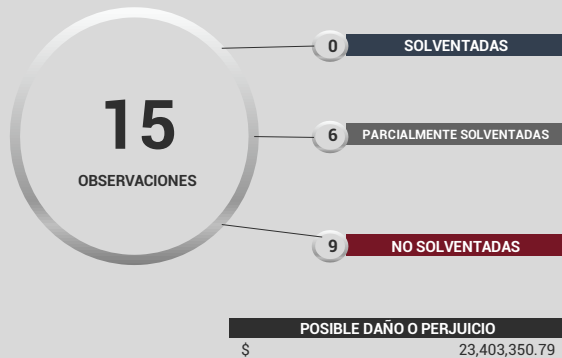 15
OBSERVACIONES
0 SOLVENTADAS
6 PARCIALMENTE SOLVENTADAS
9 NO SOLVENTADAS
POSIBLE DAÑO O PERJUICIO
$ 23,403,350.79